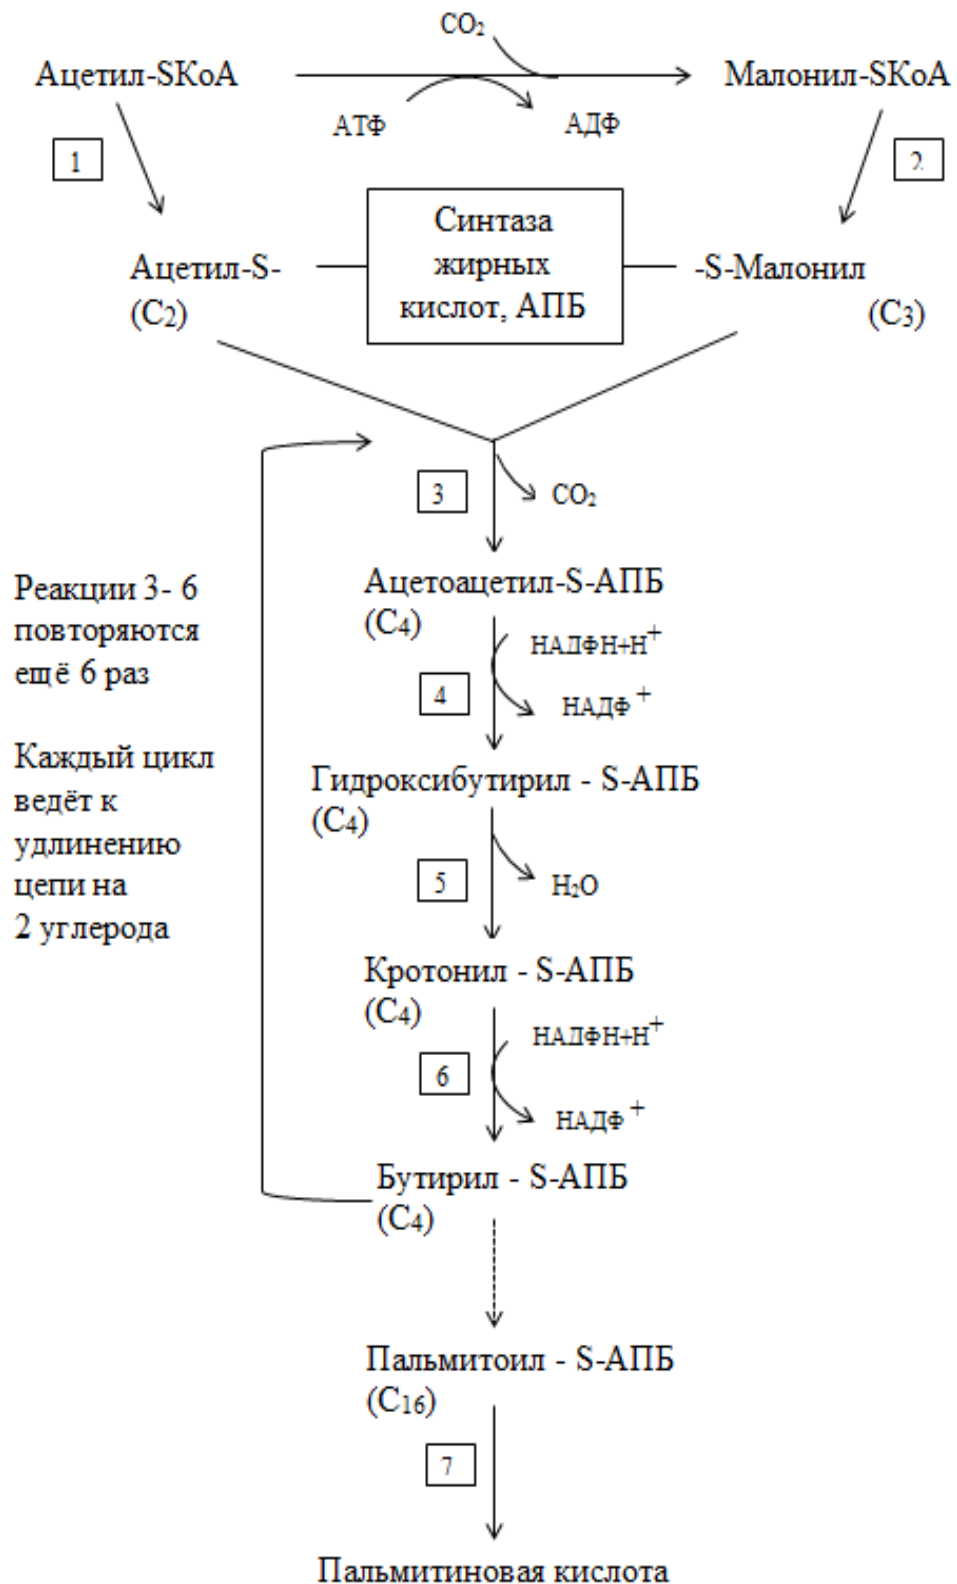 CO₂
Ацетил-SКоА
Малонил-SКоА
АТФ
АДФ
1
2
Синтаза
жирных
кислот, АПБ
Ацетил-S-
(C₂)
-S-Малонил
(C₃)
3
CO₂
Ацетоацетил-S-АПБ
(C₄)
Реакции 3- 6
повторяются
ещё 6 раз
НАДФН+Н⁺
4
НАДФ⁺
Каждый цикл
ведёт к
удлинению
цепи на
2 углерода
Гидроксибутирил - S-АПБ
(C₄)
5
H₂O
Кротонил - S-АПБ
(C₄)
НАДФН+Н⁺
6
НАДФ⁺
Бутирил - S-АПБ
(C₄)
Пальмитоил - S-АПБ
(C₁₆)
7
Пальмитиновая кислота